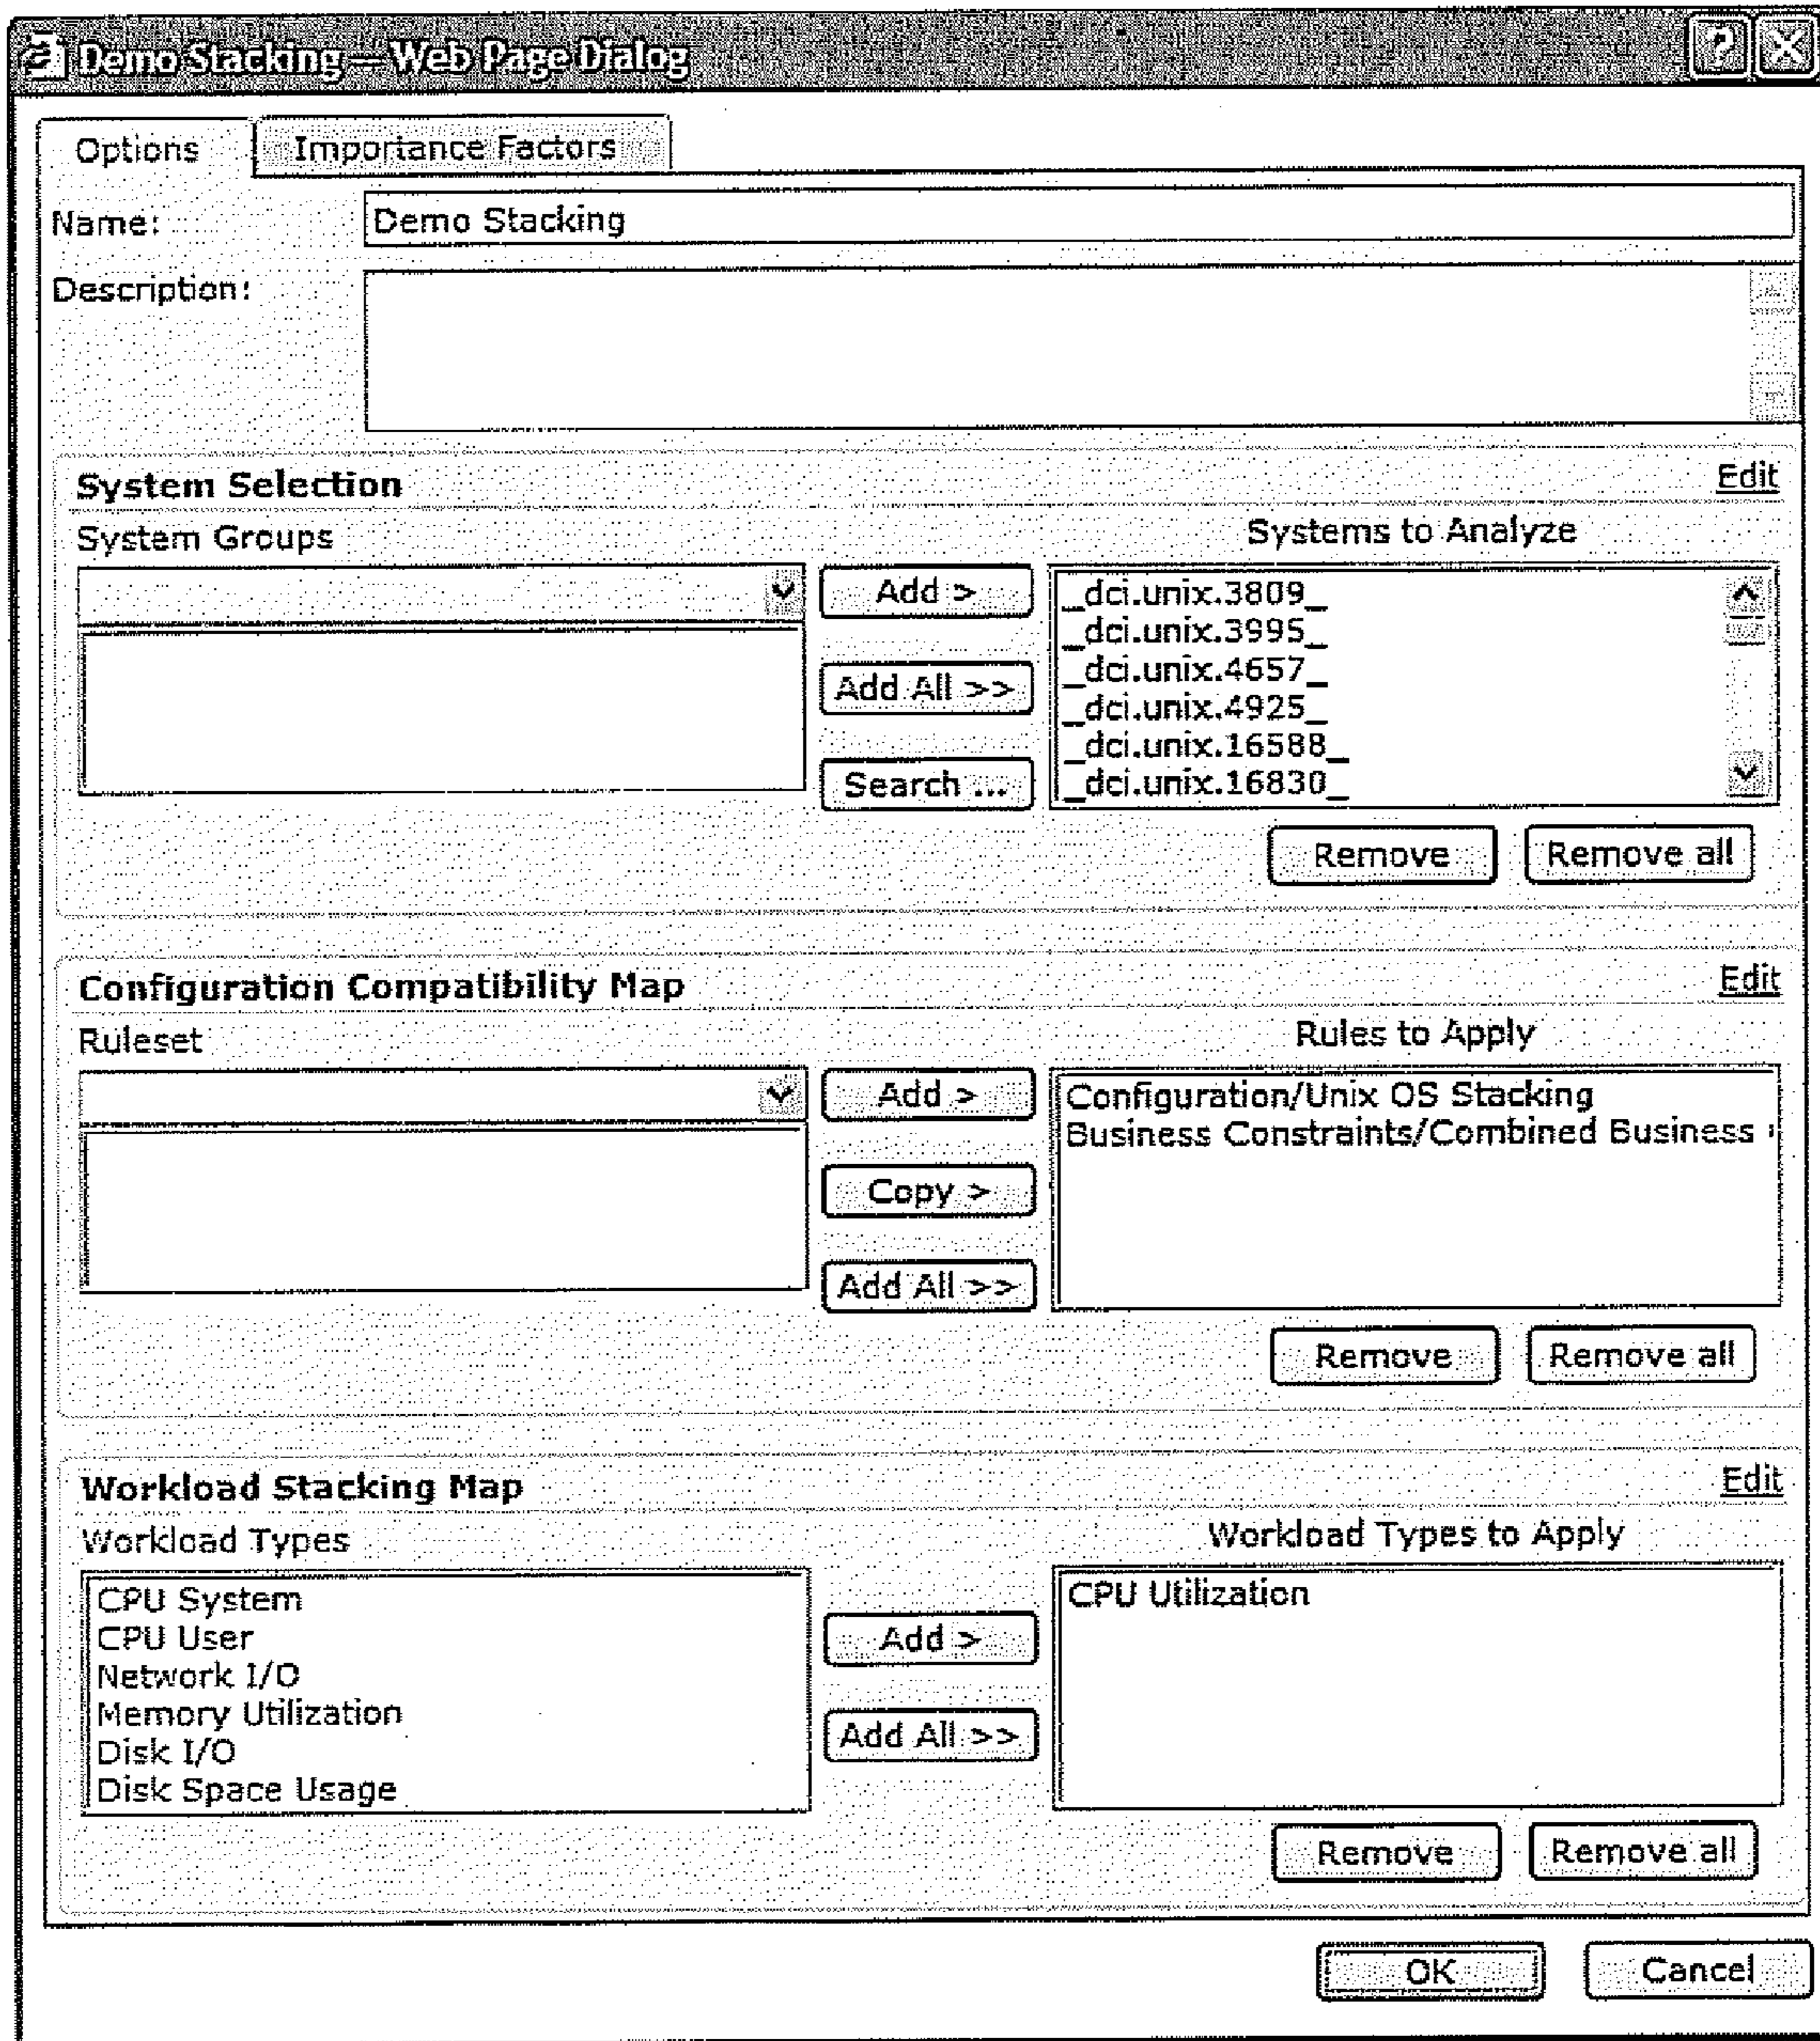 Demo Stacking -- Web Page Dialog
Options Importance Factors
Name: Demo Stacking
Description:
System Selection Edit
System Groups Systems to Analyze
Add > _dci.unix.3809_
_dci.unix.3995_
Add All >> _dci.unix.4657_
_dci.unix.4925_
_dci.unix.16588_
Search ... _dci.unix.16830_
Remove Remove all
Configuration Compatibility Map Edit
Ruleset Rules to Apply
Add > Configuration/Unix OS Stacking
Business Constraints/Combined Business
Copy >
Add All >>
Remove Remove all
Workload Stacking Map Edit
Workload Types Workload Types to Apply
CPU System CPU Utilization
CPU User Add >
Network I/O
Memory Utilization
Disk I/O Add All >>
Disk Space Usage
Remove Remove all
OK Cancel